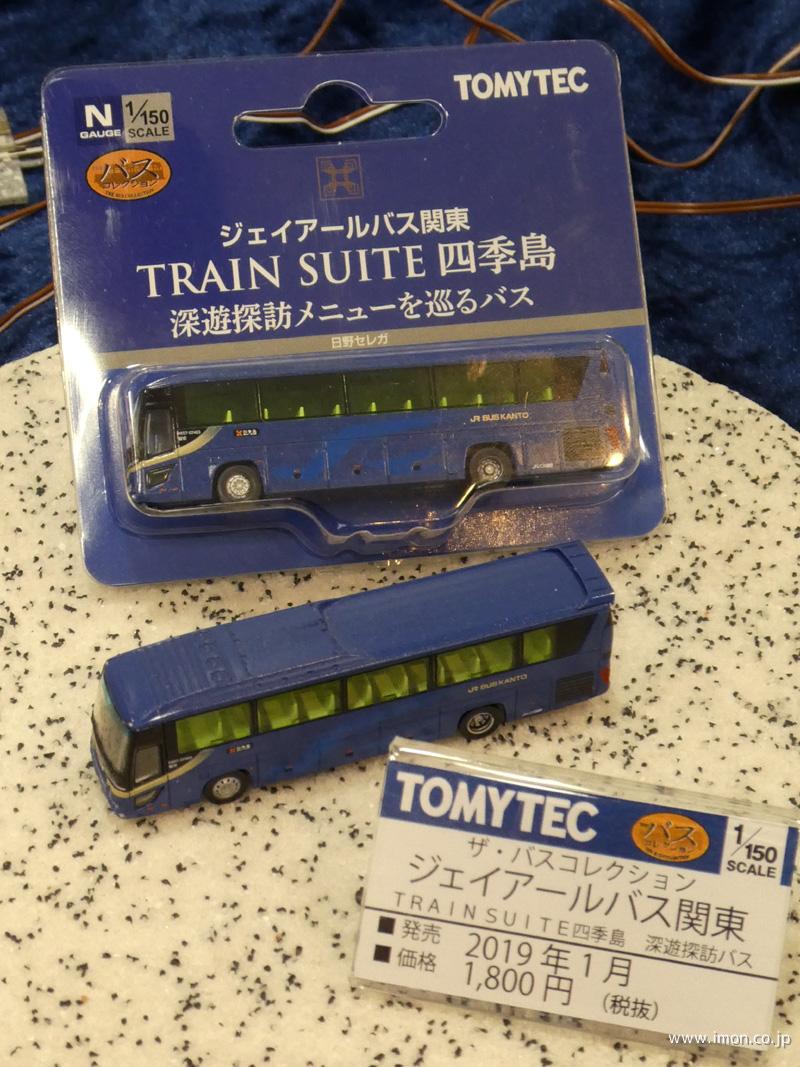 TOMYTEC
N
GAUGE
1/150
SCALE
バス
コレクション
THE BUS COLLECTION
ジェイアールバス関東
TRAIN SUITE 四季島
深遊探訪メニューを巡るバス
日野セレガ
JR BUS KANTO
JR BUS KANTO
TOMYTEC
バス
コレクション
1/150
SCALE
ザ・バスコレクション
ジェイアールバス関東
TRAIN SUITE 四季島 深遊探訪バス
■ 発売 2019年1月
■ 価格 1,800円 (税抜)
www.imon.co.jp